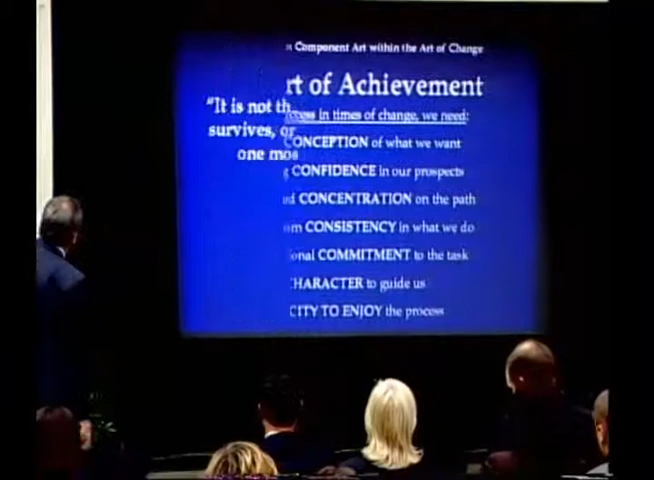 Component Art within the Art of Change
rt of Achievement
"It is not th
survives, or
one mos
ccess in times of change, we need:
CONCEPTION of what we want
CONFIDENCE in our prospects
CONCENTRATION on the path
m CONSISTENCY in what we do
onal COMMITMENT to the task
HARACTER to guide us
CITY TO ENJOY the process